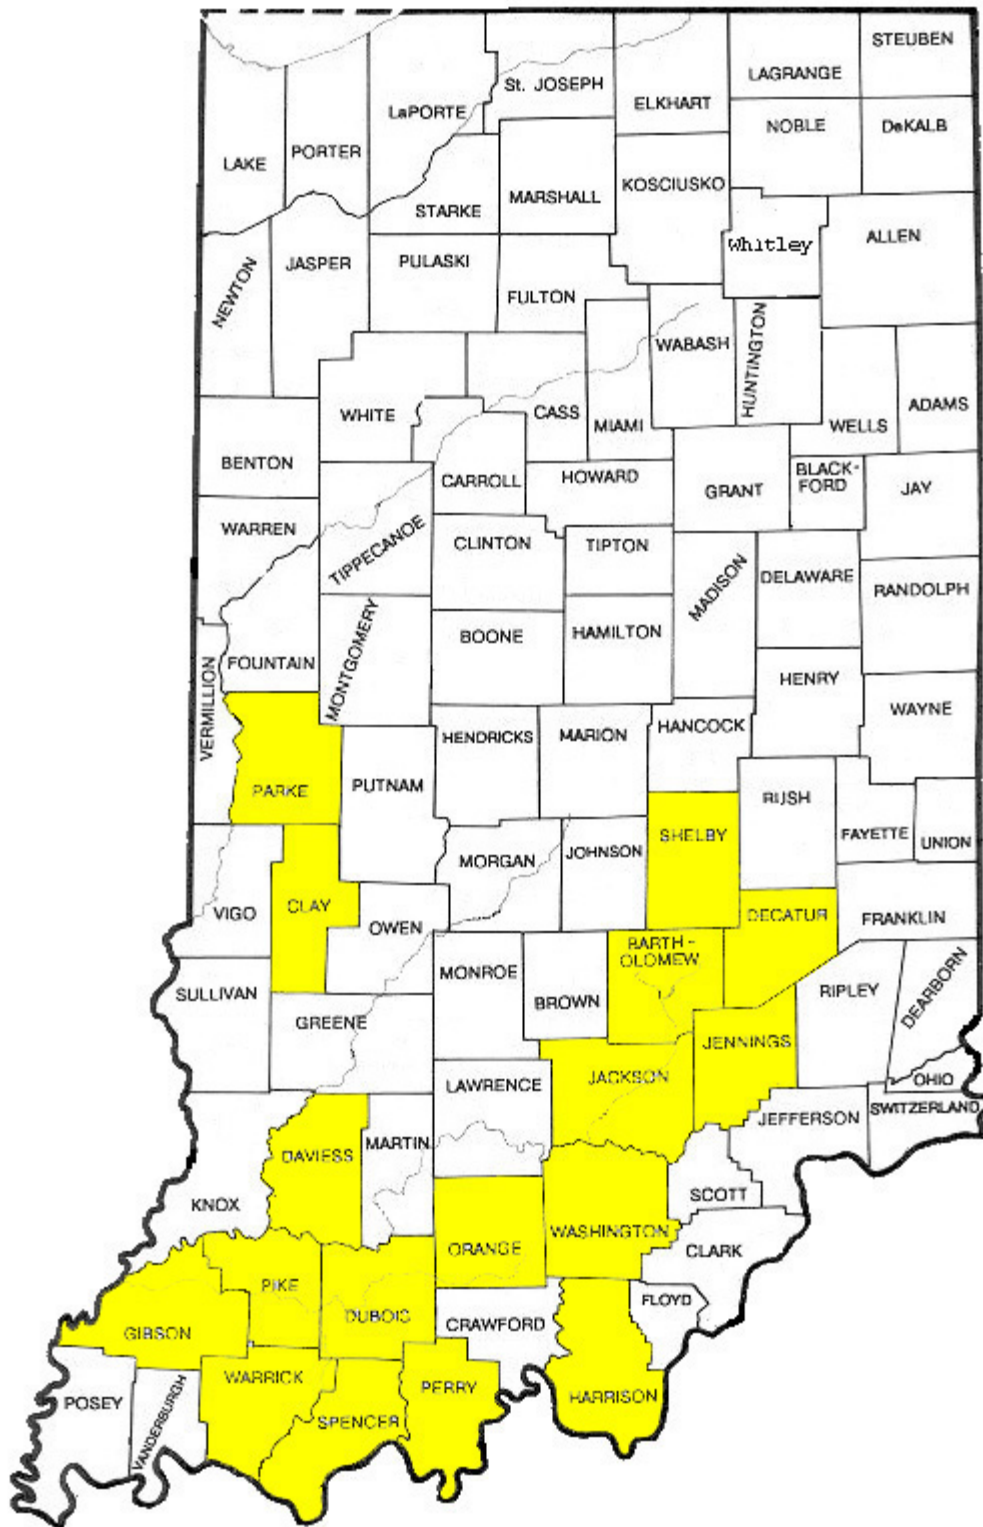 STEUBEN
LAGRANGE
St. JOSEPH
ELKHART
LaPORTE
NOBLE
DeKALB
PORTER
LAKE
KOSCIUSKO
MARSHALL
STARKE
ALLEN
Whitley
PULASKI
JASPER
NEWTON
FULTON
WABASH
HUNTINGTON
ADAMS
WHITE
CASS
MIAMI
WELLS
BENTON
CARROLL
HOWARD
GRANT
BLACK-
FORD
JAY
WARREN
TIPPECANOE
CLINTON
TIPTON
MADISON
DELAWARE
RANDOLPH
BOONE
HAMILTON
MONTGOMERY
FOUNTAIN
HENRY
VERMILLION
WAYNE
HENDRICKS
MARION
HANCOCK
PARKE
PUTNAM
RUSH
SHELBY
FAYETTE
UNION
MORGAN
JOHNSON
CLAY
VIGO
OWEN
DECATUR
FRANKLIN
BARTH-
OLOMEW
MONROE
BROWN
SULLIVAN
RIPLEY
DEARBORN
GREENE
JENNINGS
JACKSON
LAWRENCE
OHIO
SWITZERLAND
JEFFERSON
MARTIN
DAVIESS
SCOTT
KNOX
WASHINGTON
ORANGE
CLARK
PIKE
FLOYD
DUBOIS
CRAWFORD
GIBSON
WARRICK
PERRY
HARRISON
POSEY
VANDERBURGH
SPENCER